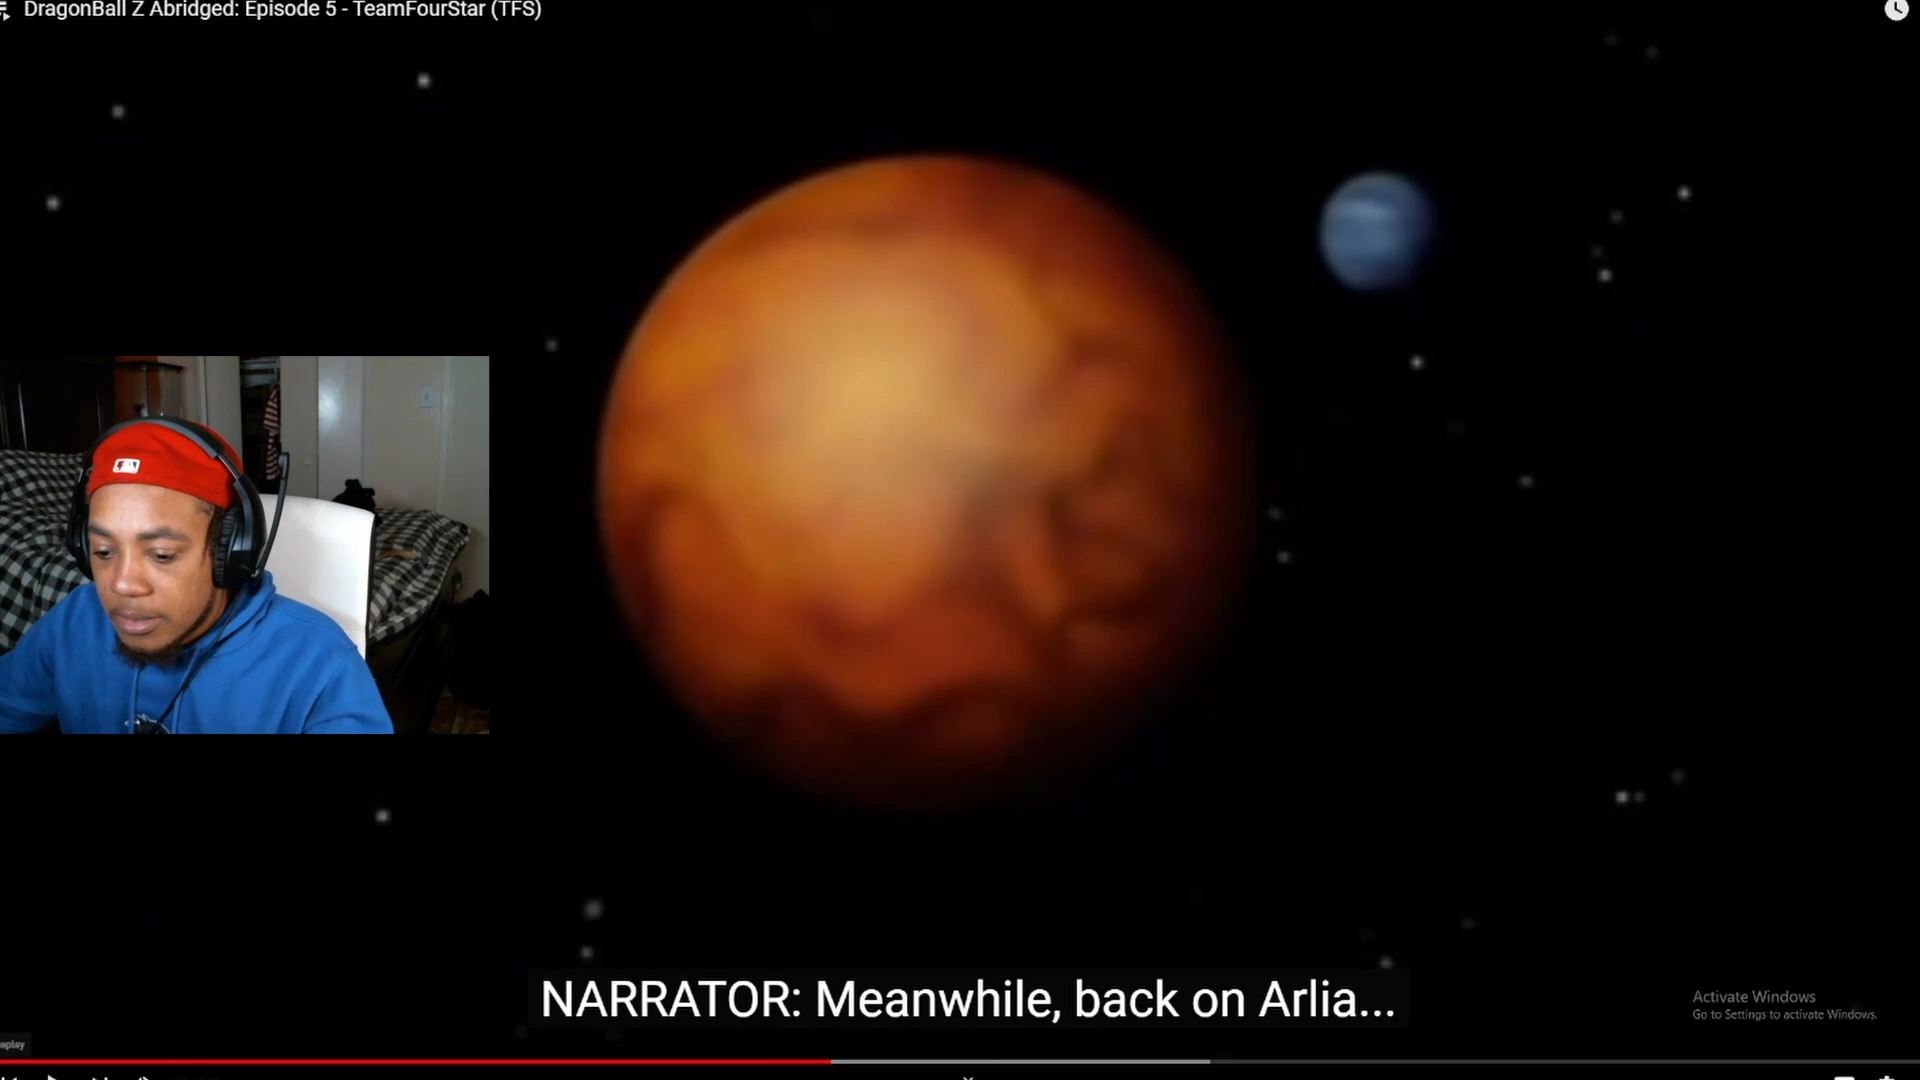 DragonBall Z Abridged: Episode 5 - TeamFourStar (TFS)
NARRATOR: Meanwhile, back on Arlia...
Activate Windows
Go to Settings to activate Windows.